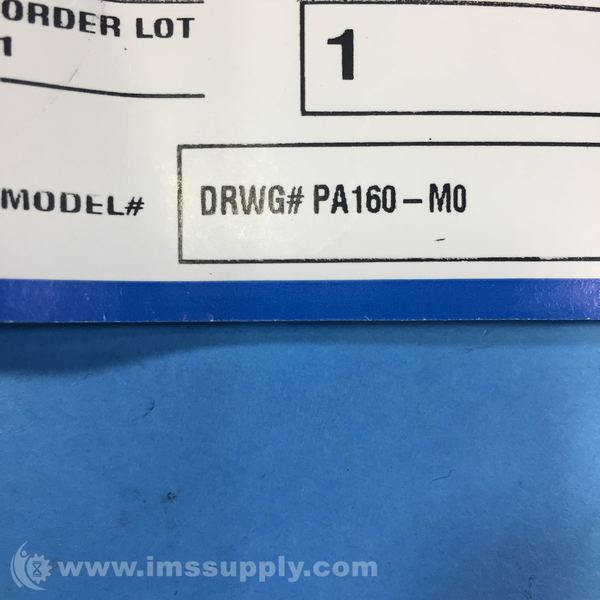 ORDER LOT
1
1
MODEL#
DRWG# PA160-M0
www.imssupply.com